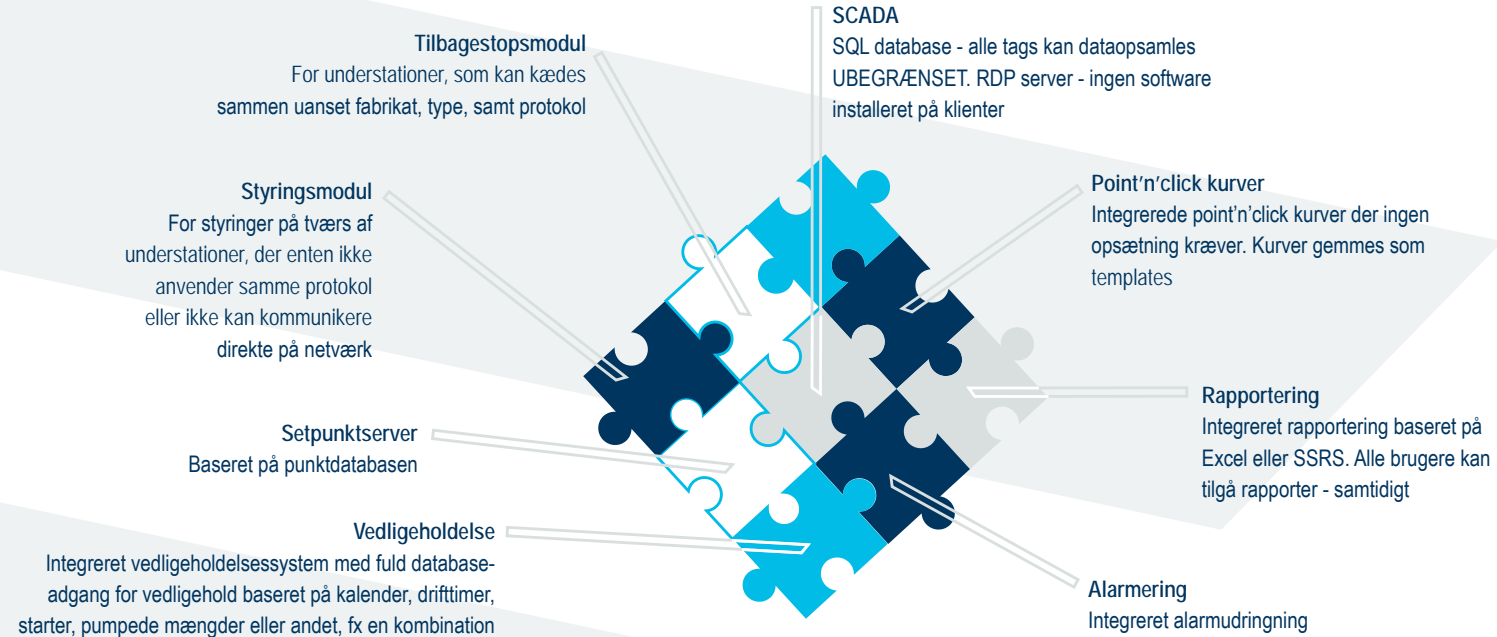 Tilbagestopsmodul
For understationer, som kan kædes
sammen uanset fabrikat, type, samt protokol
Styringsmodul
For styringer på tværs af
understationer, der enten ikke
anvender samme protokol
eller ikke kan kommunikere
direkte på netværk
Setpunktserver
Baseret på punktdatabasen
Vedligeholdelse
Integreret vedligeholdelsessystem med fuld database-
adgang for vedligehold baseret på kalender, drifttimer,
starter, pumpede mængder eller andet, fx en kombination
SCADA
SQL database - alle tags kan dataopsamles
UBEGRÆNSET. RDP server - ingen software
installeret på klienter
Point'n'click kurver
Integrerede point'n'click kurver der ingen
opsætning kræver. Kurver gemmes som
templates
Rapportering
Integreret rapportering baseret på
Excel eller SSRS. Alle brugere kan
tilgå rapporter - samtidigt
Alarmering
Integreret alarmudringning